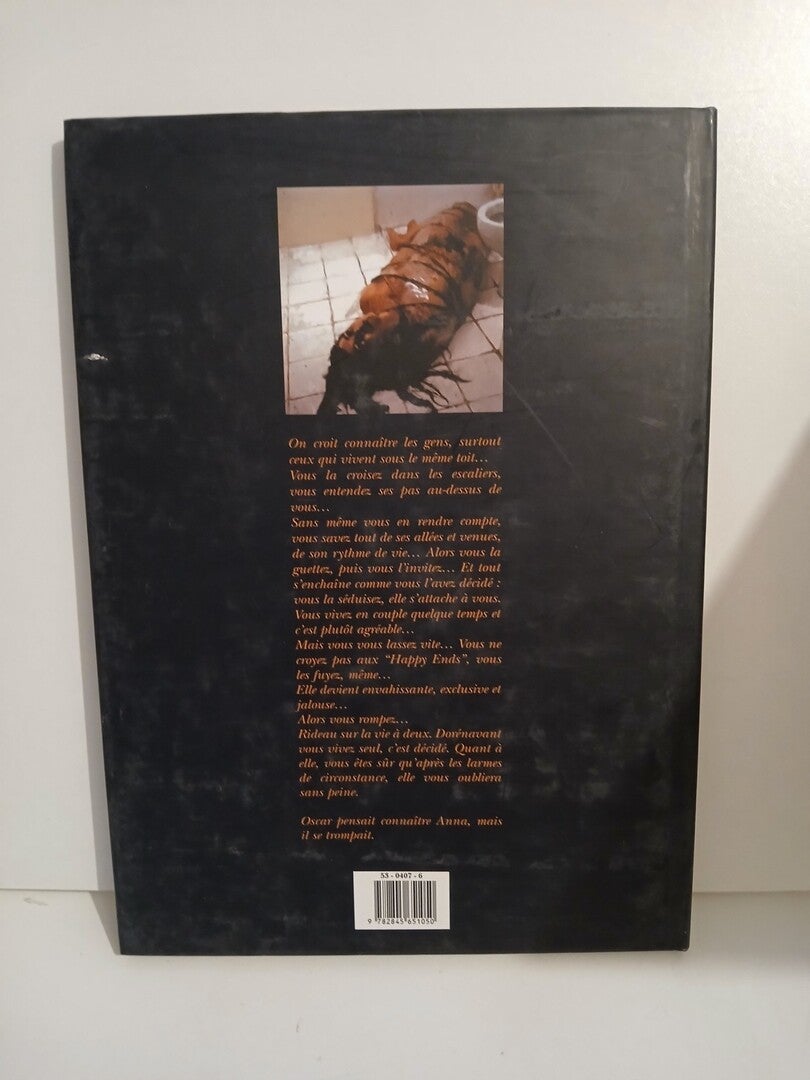 On croit connaître les gens, surtout
ceux qui vivent sous le même toit...
Vous la croisez dans les escaliers,
vous entendez ses pas au-dessus de
vous...
Sans même vous en rendre compte,
vous savez tout de ses allées et venues,
de son rythme de vie... Alors vous la
guettez, puis vous l'invitez... Et tout
s'enchaîne comme vous l'avez décidé :
vous la séduisez, elle s'attache à vous.
Vous vivez en couple quelque temps et
c'est plutôt agréable...
Mais vous vous lassez vite... Vous ne
croyez pas aux "Happy Ends", vous
les fuyez, même...
Elle devient envahissante, exclusive et
jalouse...
Alors vous rompez...
Rideau sur la vie à deux. Dorénavant
vous vivez seul, c'est décidé. Quant à
elle, vous êtes sûr qu'après les larmes
de circonstance, elle vous oubliera
sans peine.
Oscar pensait connaître Anna, mais
il se trompait.
53 - 0407 - 6
9 782845 651050